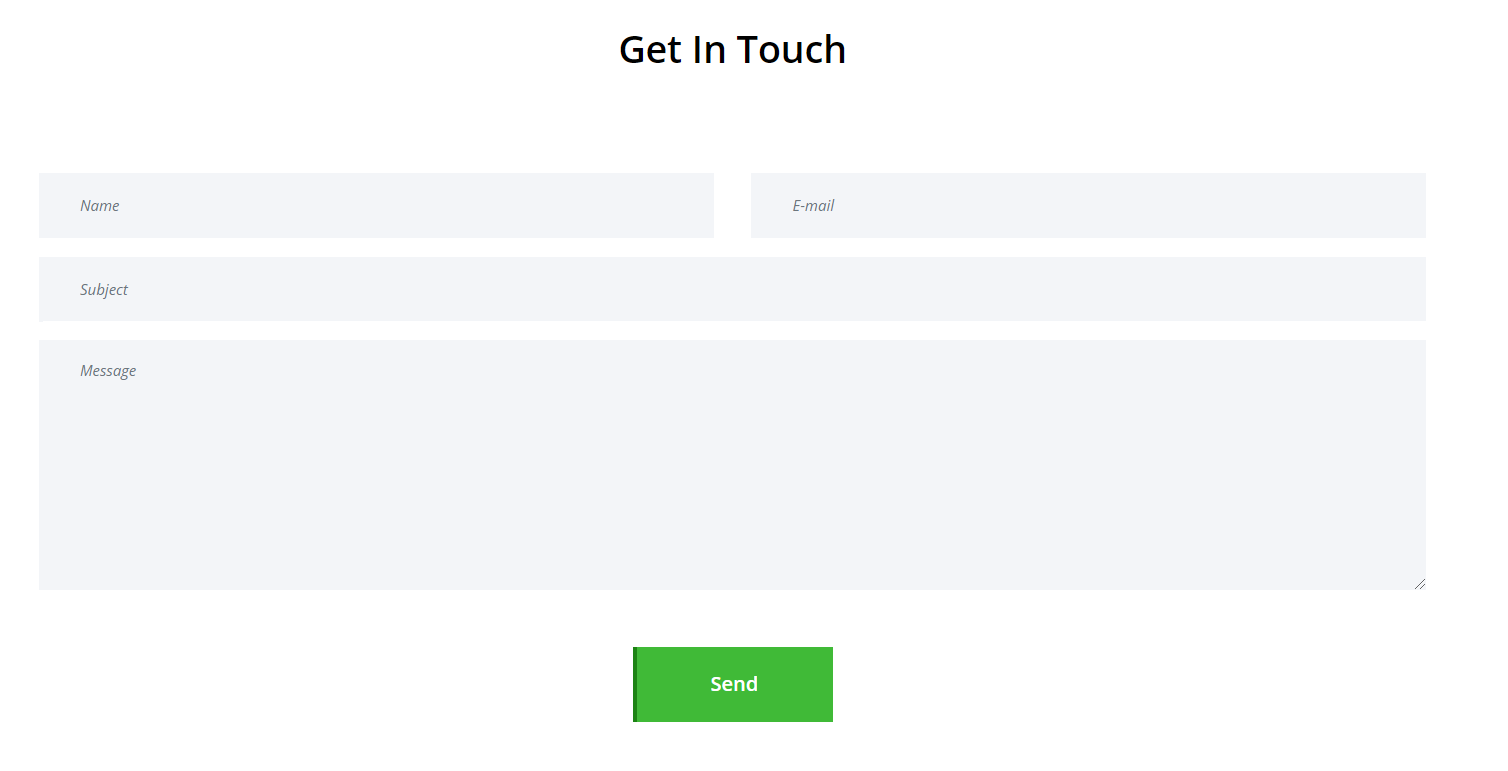 Get In Touch
Name
E-mail
Subject
Message
Send